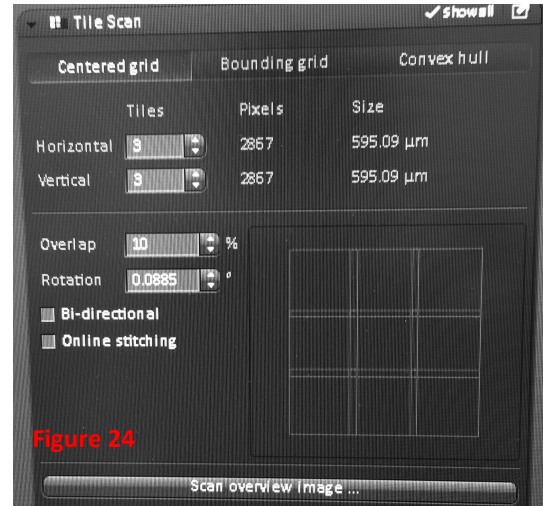 Tile Scan ✓ Show all
Centered grid Bounding grid Convex hull
Tiles Pixels Size
Horizontal 3 2867 595.09 µm
Vertical 3 2867 595.09 µm
Overlap 10 %
Rotation 0.0885 °
Bi-directional
Online stitching
Figure 24
Scan overview image ...